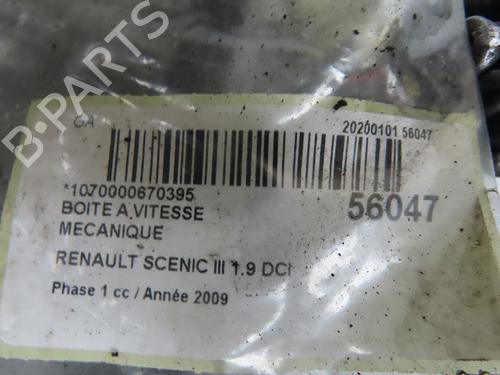 B-PARTS
GA
20200101 56047
*1070000670395
56047
BOITE A VITESSE
MECANIQUE
RENAULT SCENIC III 1.9 DCI
Phase 1 cc / Année 2009